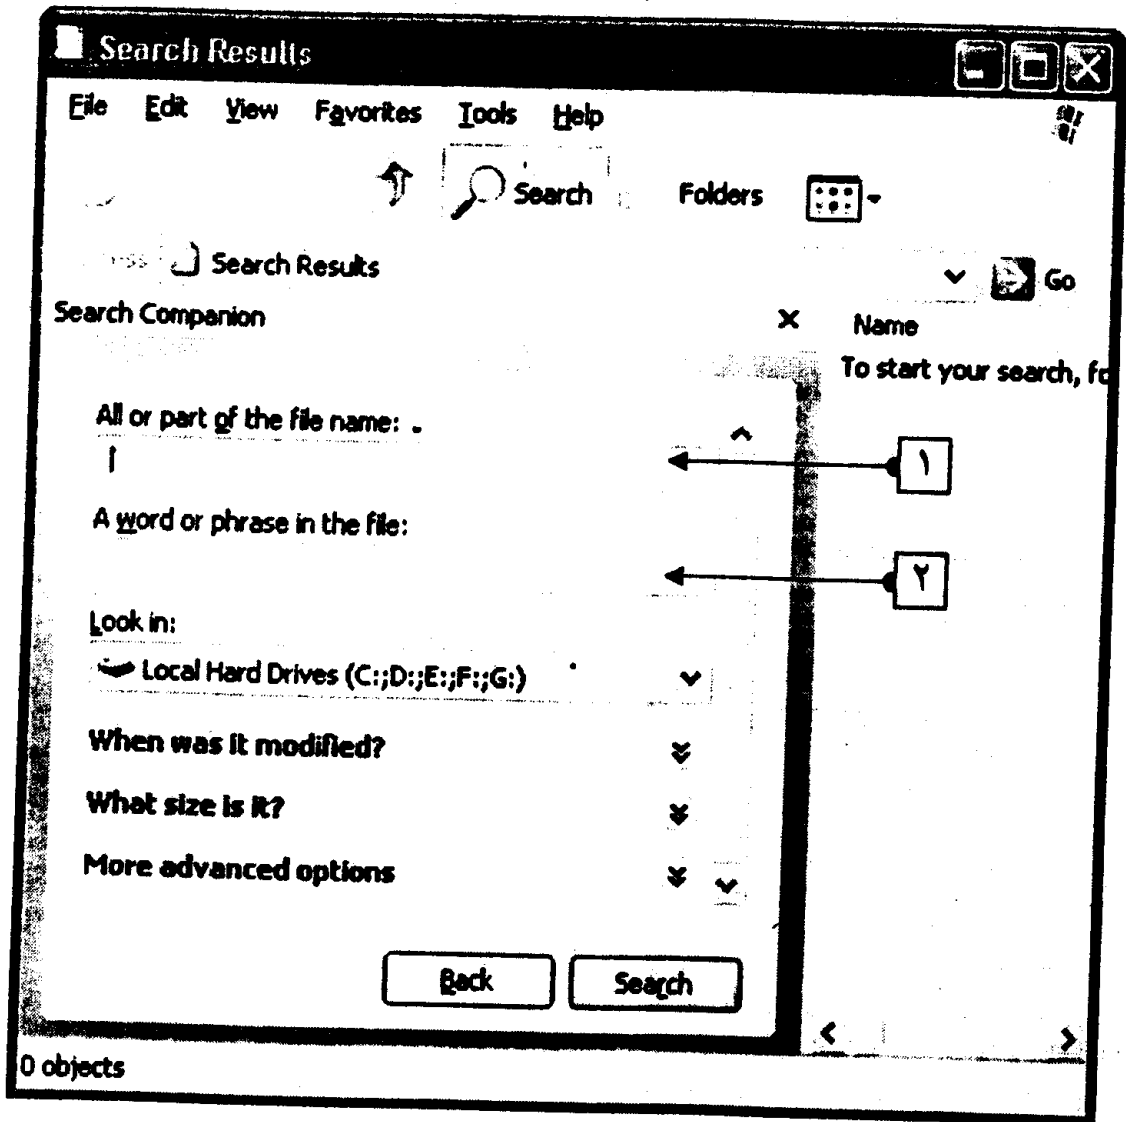 Search Results
File Edit View Favorites Tools Help
Search Folders
Search Results Go
Search Companion
Name
To start your search, fo
All or part of the file name:
١
A word or phrase in the file:
٢
Look in:
Local Hard Drives (C:;D:;E:;F:;G:)
When was it modified?
What size is it?
More advanced options
Back Search
0 objects